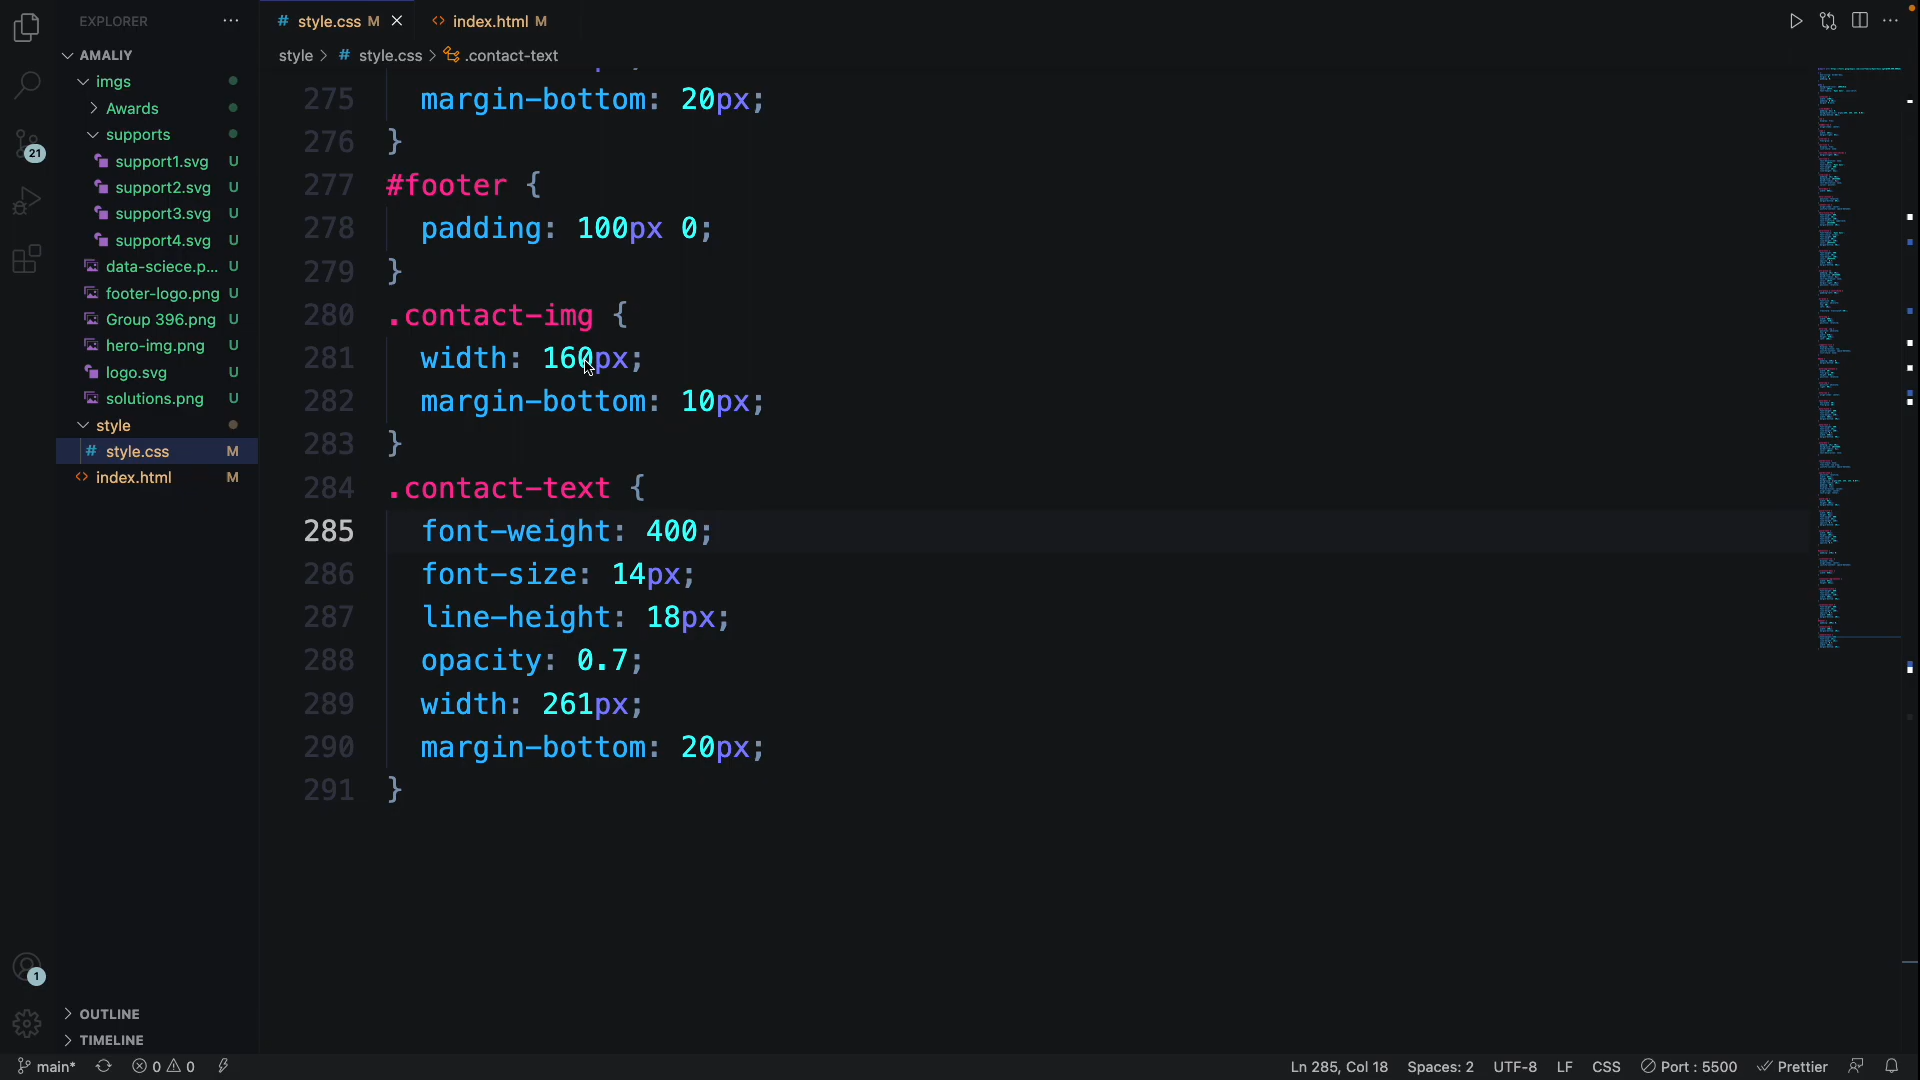 EXPLORER
AMALIY
imgs
Awards
supports
support1.svg U
support2.svg U
support3.svg U
support4.svg U
data-sciece.p... U
footer-logo.png U
Group 396.png U
hero-img.png U
logo.svg U
solutions.png U
style
# style.css M
<> index.html M
OUTLINE
TIMELINE
21
1
# style.css M
<> index.html M
style > # style.css > .contact-text
275 margin-bottom: 20px;
276 }
277 #footer {
278 padding: 100px 0;
279 }
280 .contact-img {
281 width: 160px;
282 margin-bottom: 10px;
283 }
284 .contact-text {
285 font-weight: 400;
286 font-size: 14px;
287 line-height: 18px;
288 opacity: 0.7;
289 width: 261px;
290 margin-bottom: 20px;
291 }
main* 0 0 Ln 285, Col 18 Spaces: 2 UTF-8 LF CSS Port : 5500 Prettier